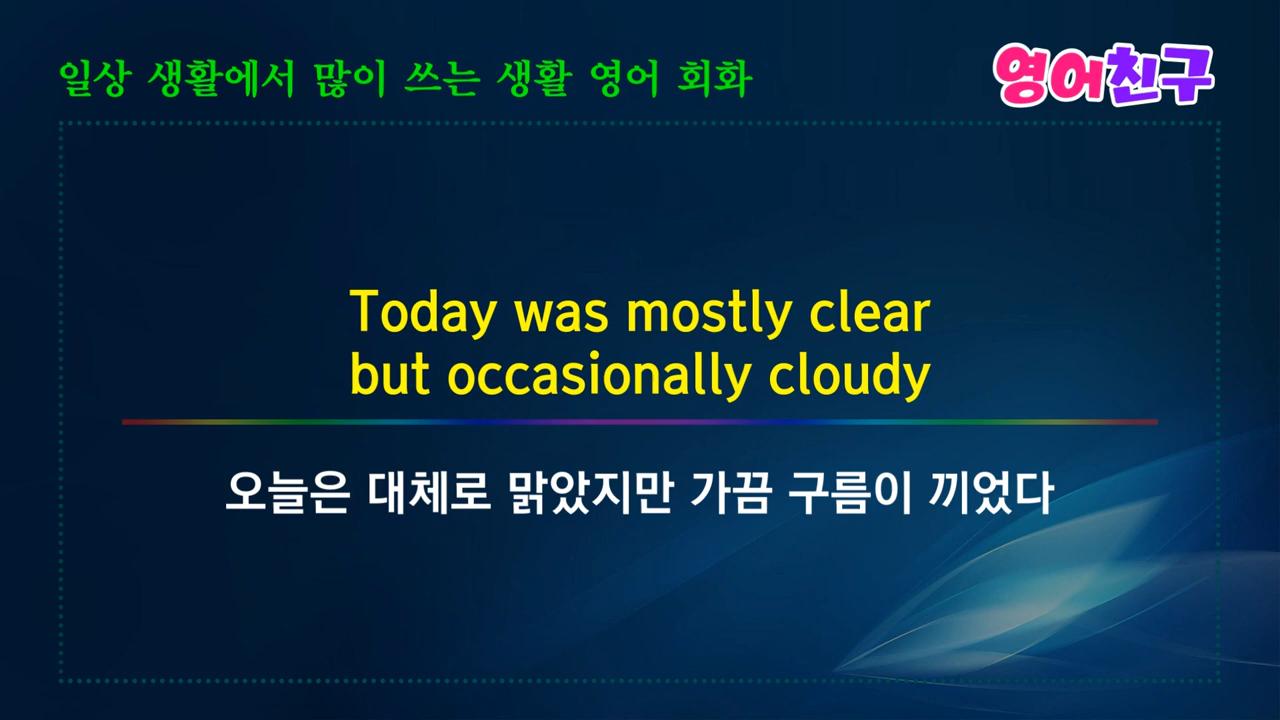 일상 생활에서 많이 쓰는 생활 영어 회화
영어친구
Today was mostly clear
but occasionally cloudy
오늘은 대체로 맑았지만 가끔 구름이 끼었다